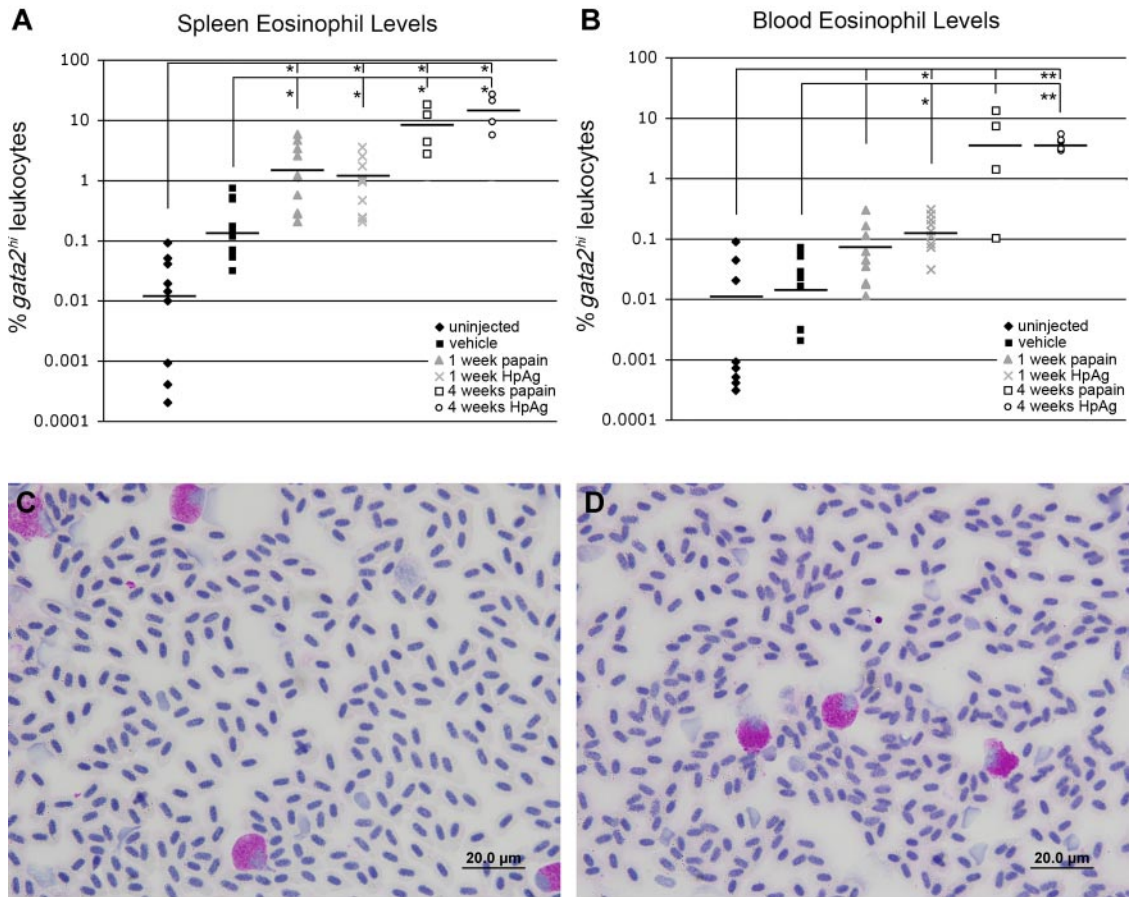 A
Spleen Eosinophil Levels
% gata2hi leukocytes
100
10
1
0.1
0.01
0.001
0.0001
* * * *
* * * *
uninjected
vehicle
1 week papain
1 week HpAg
4 weeks papain
4 weeks HpAg
B
Blood Eosinophil Levels
% gata2hi leukocytes
100
10
1
0.1
0.01
0.001
0.0001
* **
* **
uninjected
vehicle
1 week papain
1 week HpAg
4 weeks papain
4 weeks HpAg
C
20.0 µm
D
20.0 µm